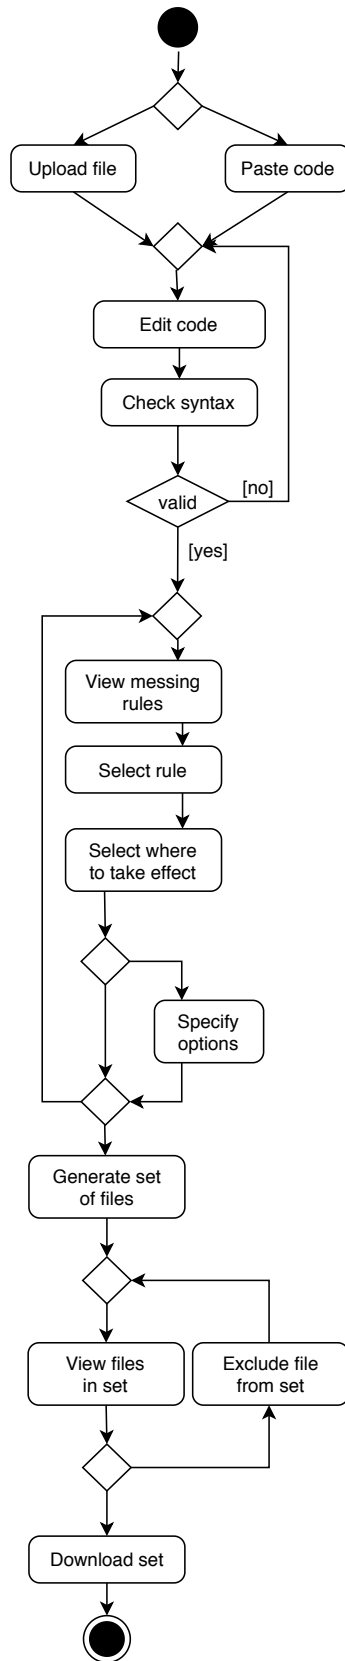 Upload file
Paste code
Edit code
Check syntax
valid
[no]
[yes]
View messing
rules
Select rule
Select where
to take effect
Specify
options
Generate set
of files
View files
in set
Exclude file
from set
Download set